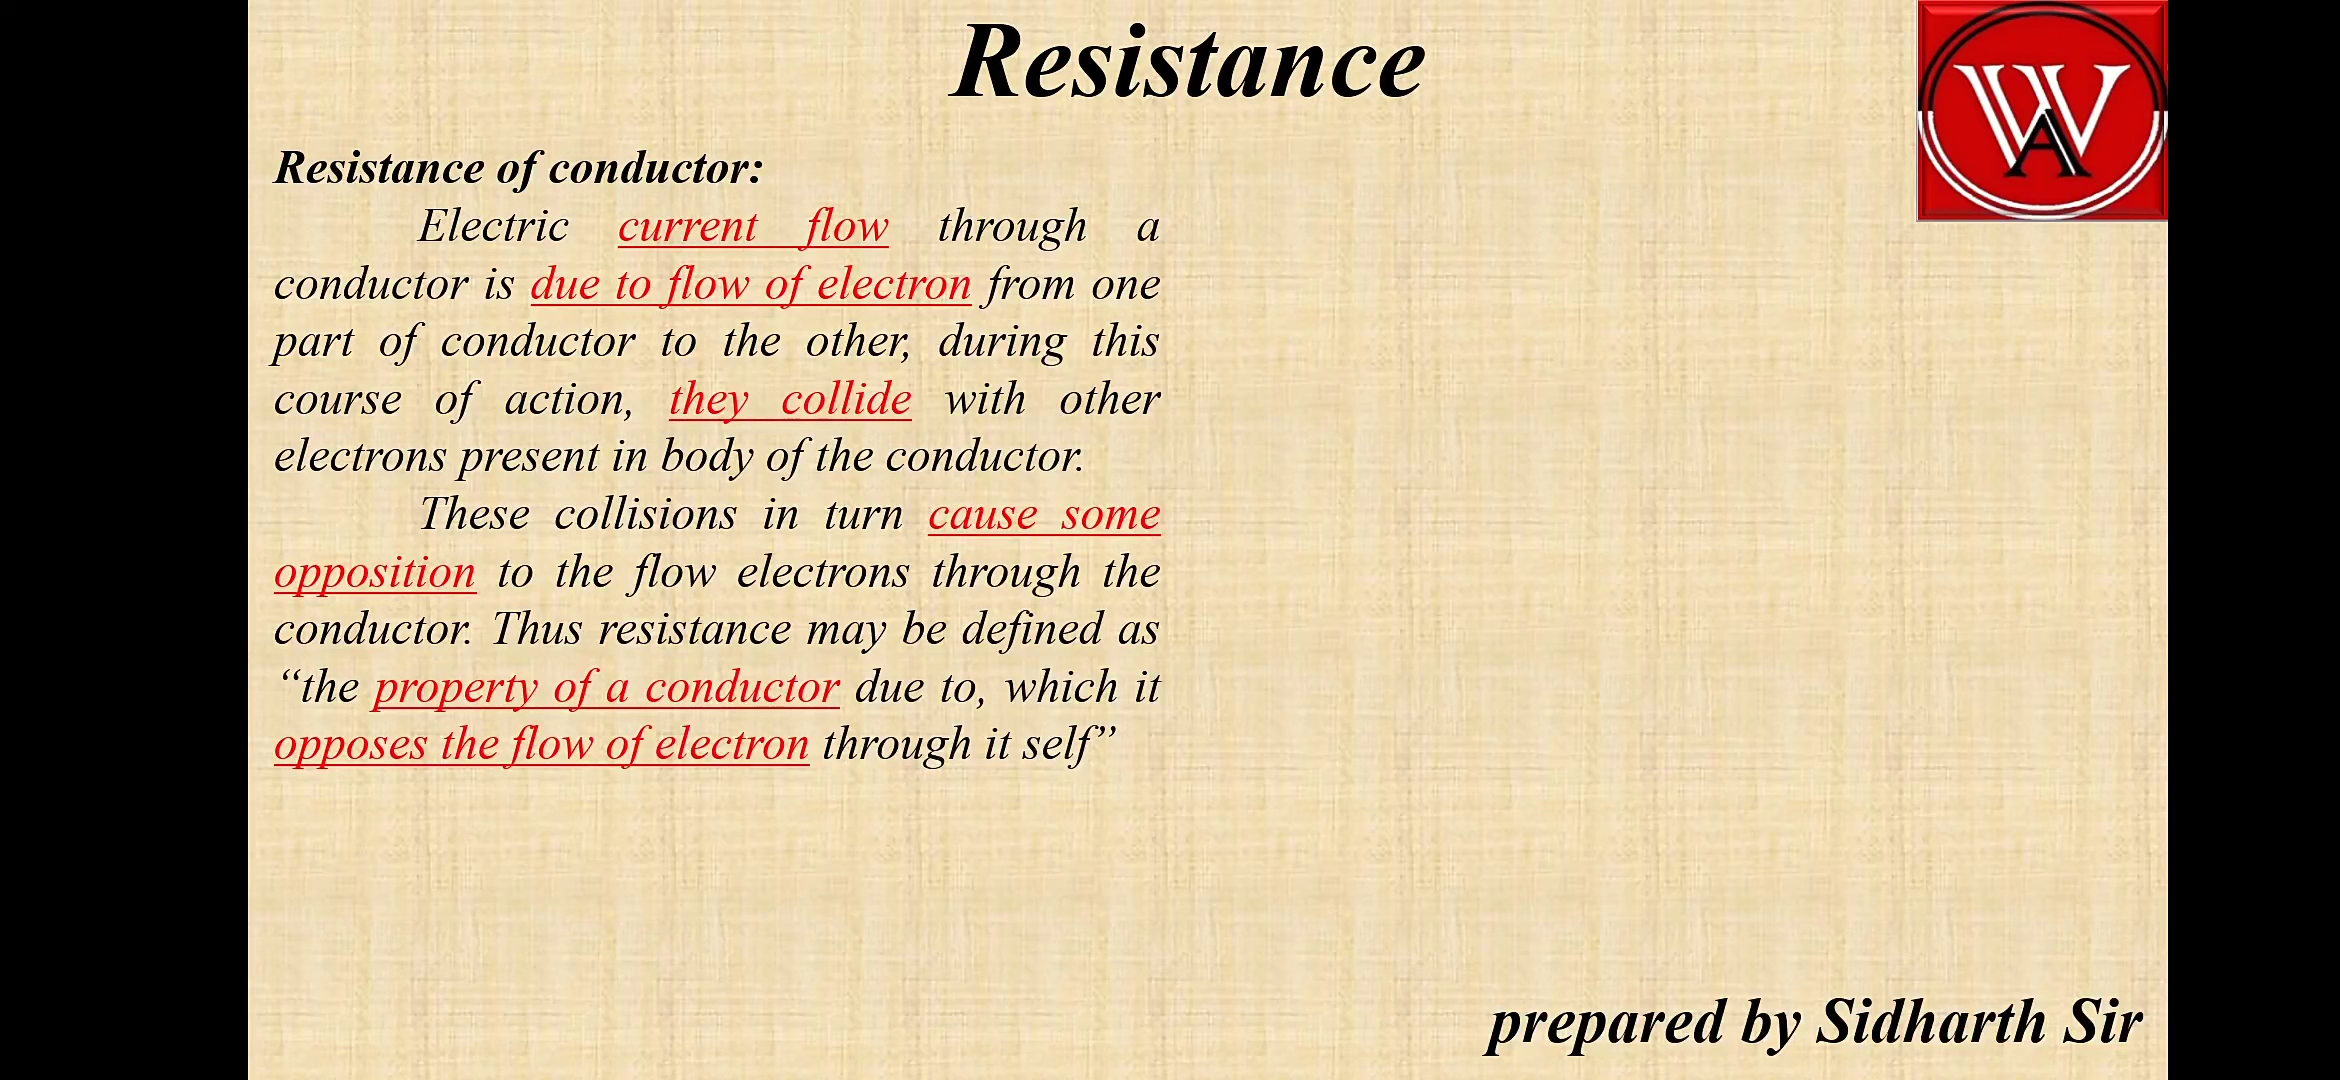 Resistance
WA
Resistance of conductor:
Electric current flow through a
conductor is due to flow of electron from one
part of conductor to the other, during this
course of action, they collide with other
electrons present in body of the conductor.
These collisions in turn cause some
opposition to the flow electrons through the
conductor. Thus resistance may be defined as
“the property of a conductor due to, which it
opposes the flow of electron through it self”
prepared by Sidharth Sir